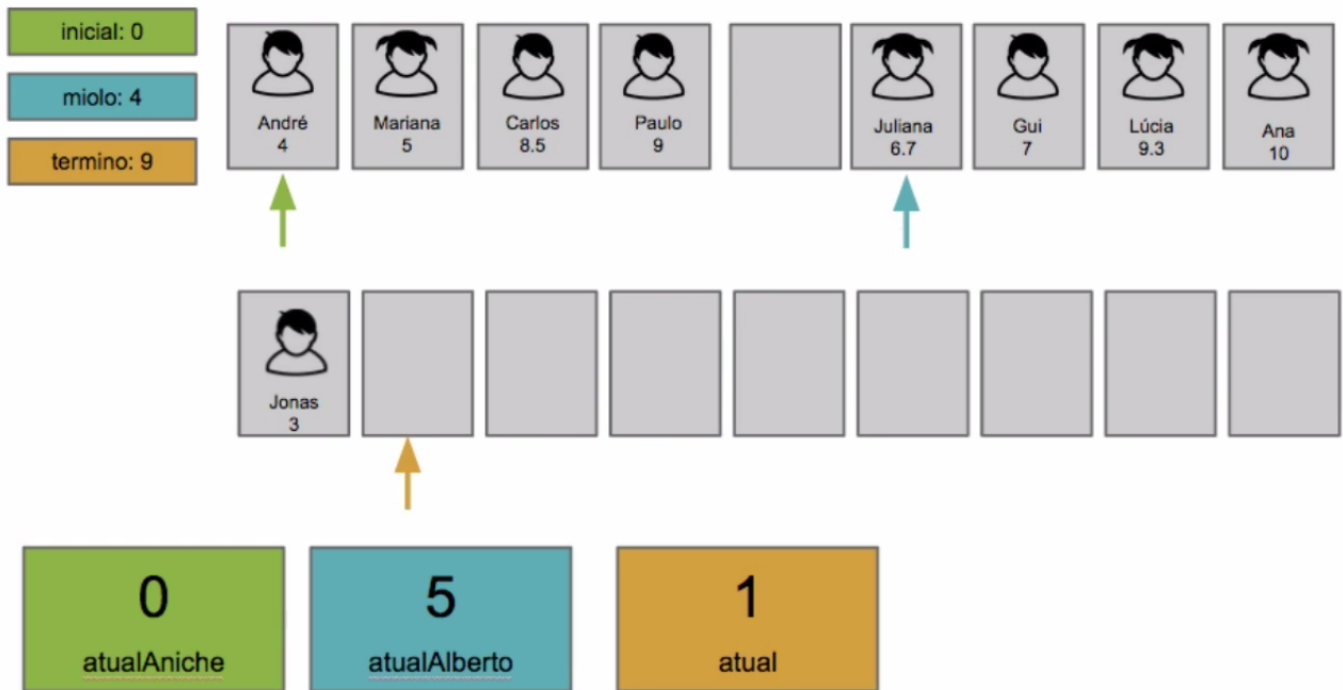 inicial: 0
miolo: 4
termino: 9
André
4
Mariana
5
Carlos
8.5
Paulo
9
Juliana
6.7
Gui
7
Lúcia
9.3
Ana
10
Jonas
3
0
atualAniche
5
atualAlberto
1
atual